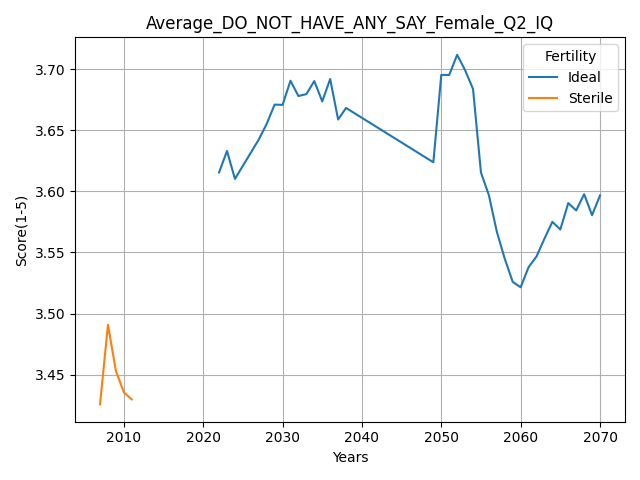 Average_DO_NOT_HAVE_ANY_SAY_Female_Q2_IQ
Fertility
Ideal
Sterile
Score(1-5)
3.70
3.65
3.60
3.55
3.50
3.45
2010 2020 2030 2040 2050 2060 2070
Years